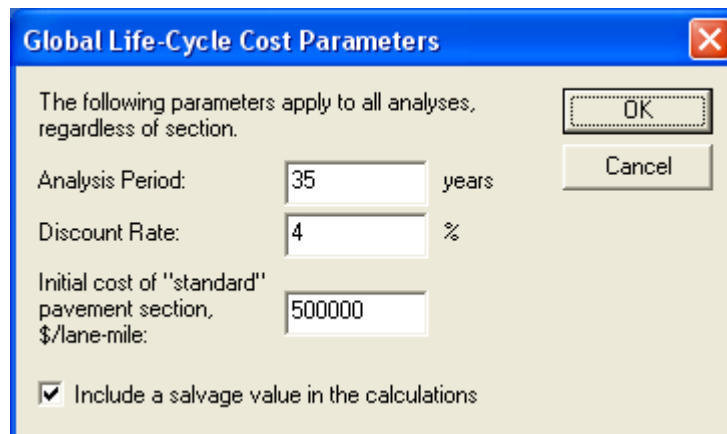 Global Life-Cycle Cost Parameters
The following parameters apply to all analyses,
regardless of section.
OK
Cancel
Analysis Period: 35 years
Discount Rate: 4 %
Initial cost of "standard"
pavement section,
$/lane-mile:
500000
Include a salvage value in the calculations